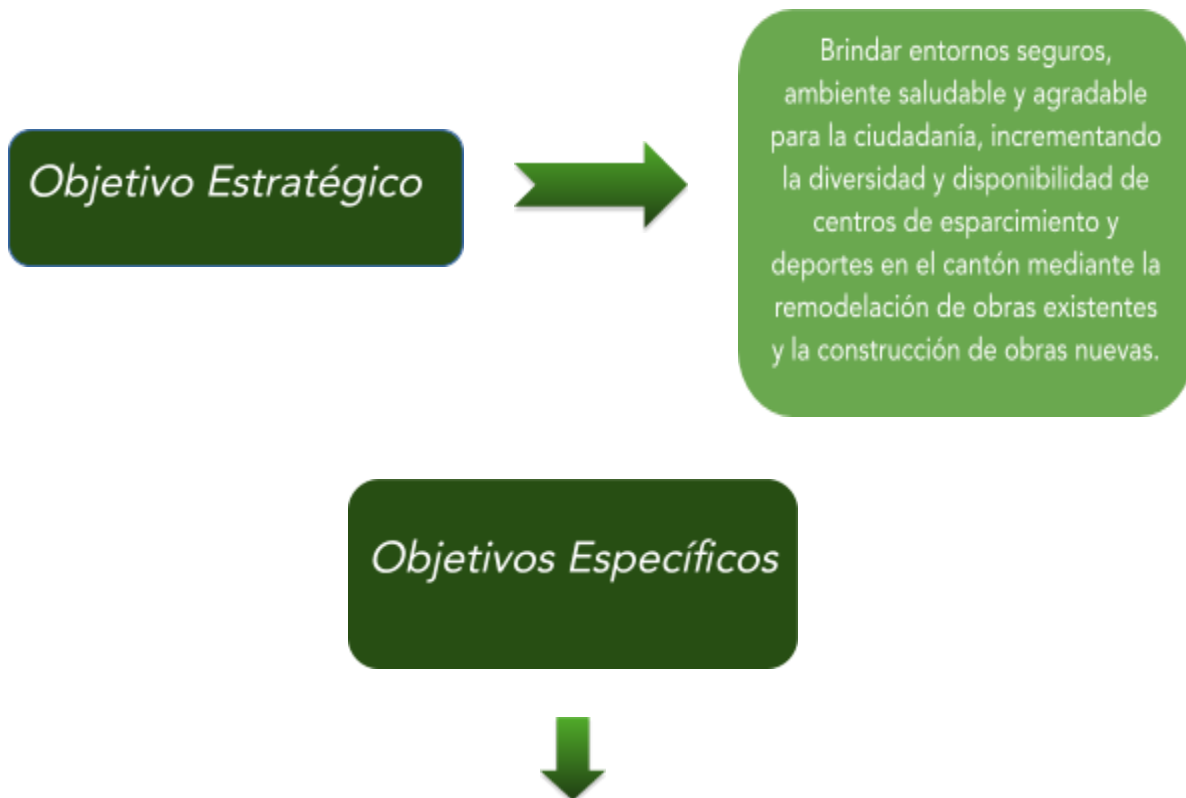 Objetivo Estratégico
Brindar entornos seguros,
ambiente saludable y agradable
para la ciudadanía, incrementando
la diversidad y disponibilidad de
centros de esparcimiento y
deportes en el cantón mediante la
remodelación de obras existentes
y la construcción de obras nuevas.
Objetivos Específicos